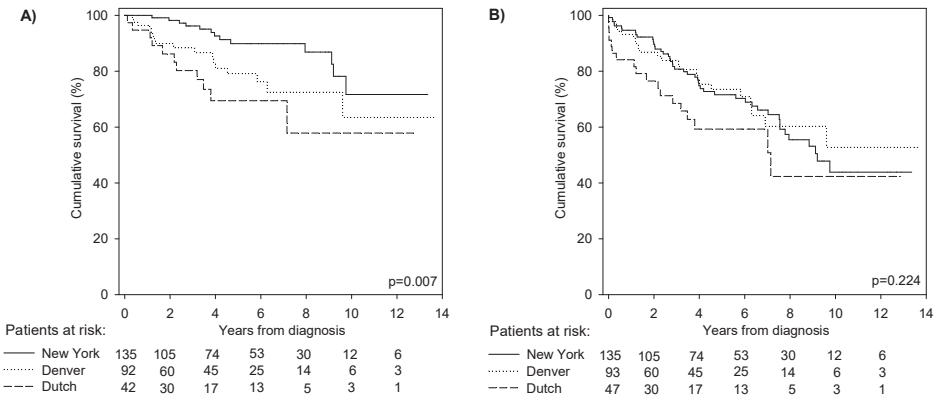 A)
B)
100
80
60
40
20
0
Cumulative survival (%)
p=0.007
0 2 4 6 8 10 12 14
Years from diagnosis
Patients at risk:
New York 135 105 74 53 30 12 6
Denver 92 60 45 25 14 6 3
Dutch 42 30 17 13 5 3 1
100
80
60
40
20
0
Cumulative survival (%)
p=0.224
0 2 4 6 8 10 12 14
Years from diagnosis
Patients at risk:
New York 135 105 74 53 30 12 6
Denver 93 60 45 25 14 6 3
Dutch 47 30 17 13 5 3 1